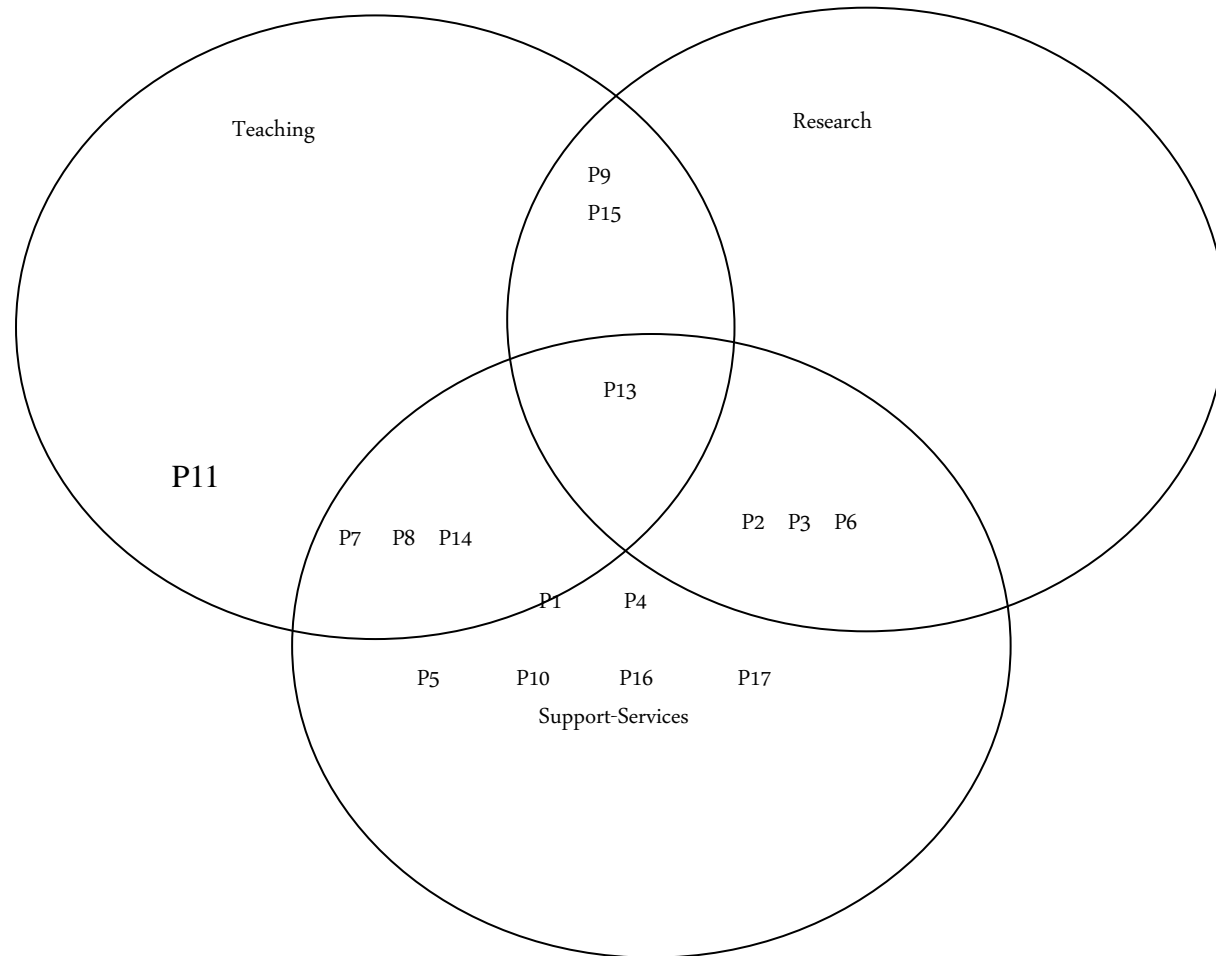 Teaching
Research
P9
P15
P13
P11
P7 P8 P14
P2 P3 P6
P1 P4
P5 P10 P16 P17
Support-Services